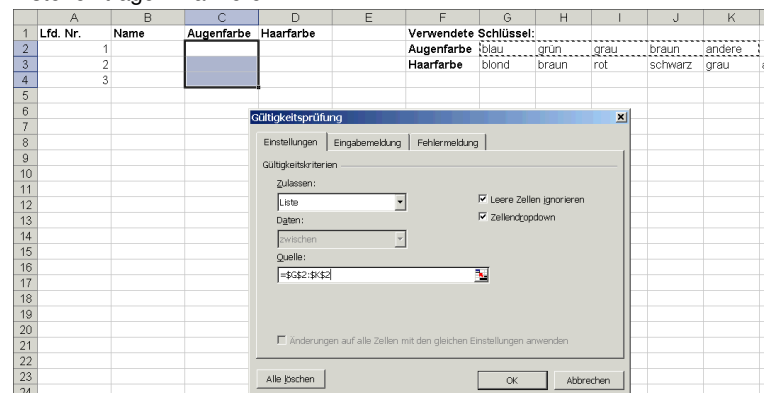 A B C D E F G H I J K
1 Lfd. Nr. Name Augenfarbe Haarfarbe Verwendete Schlüssel:
2 1 Augenfarbe blau grün grau braun andere
3 2 Haarfarbe blond braun rot schwarz grau
4 3
5
6
Gültigkeitsprüfung
7
8 Einstellungen Eingabemeldung Fehlermeldung
9
Gültigkeitskriterien
10
11 Zulassen:
12 Liste Leere Zellen ignorieren
13 Daten: Zellendropdown
14 zwischen
15
Quelle:
16
=$G$2:$K$2
17
18
19
20
Änderungen auf alle Zellen mit den gleichen Einstellungen anwenden
21
22
23 Alle löschen OK Abbrechen
24